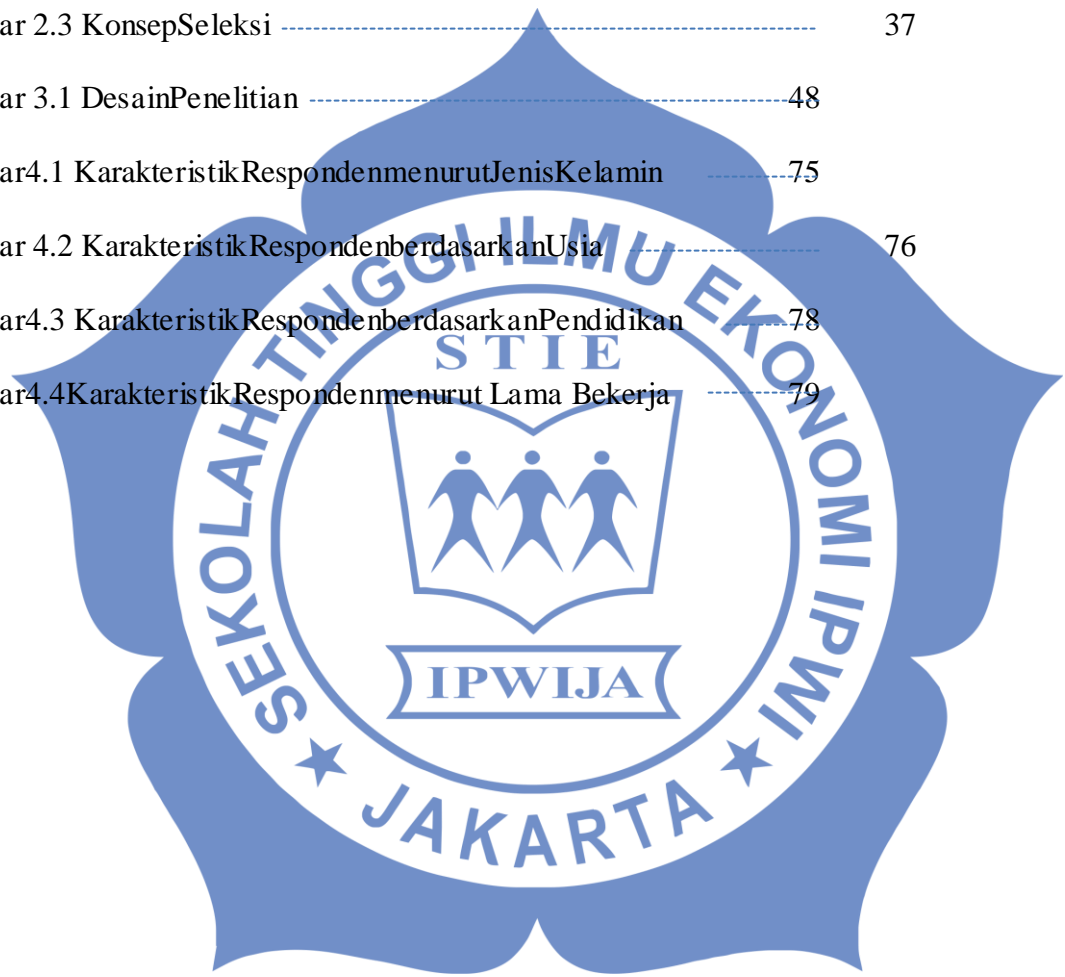 ar 2.3 KonsepSeleksi 37
ar 3.1 DesainPenelitian 48
ar4.1 KarakteristikRespondenmenurutJenisKelamin 75
ar 4.2 KarakteristikRespondenberdasarkanUsia 76
ar4.3 KarakteristikRespondenberdasarkanPendidikan 78
ar4.4KarakteristikRespondenmenurut Lama Bekerja 79
SEKOLAH TINGGI ILMU EKONOMI IPWI
STIE
IPWIJA
JAKARTA